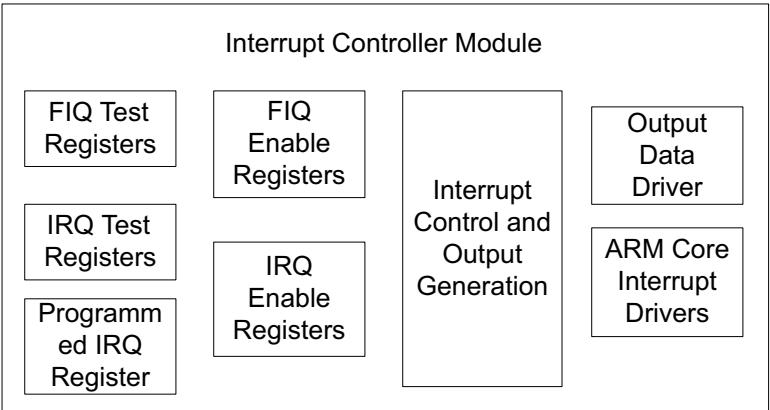 Interrupt Controller Module
FIQ Test
Registers
IRQ Test
Registers
Programm
ed IRQ
Register
FIQ
Enable
Registers
IRQ
Enable
Registers
Interrupt
Control and
Output
Generation
Output
Data
Driver
ARM Core
Interrupt
Drivers